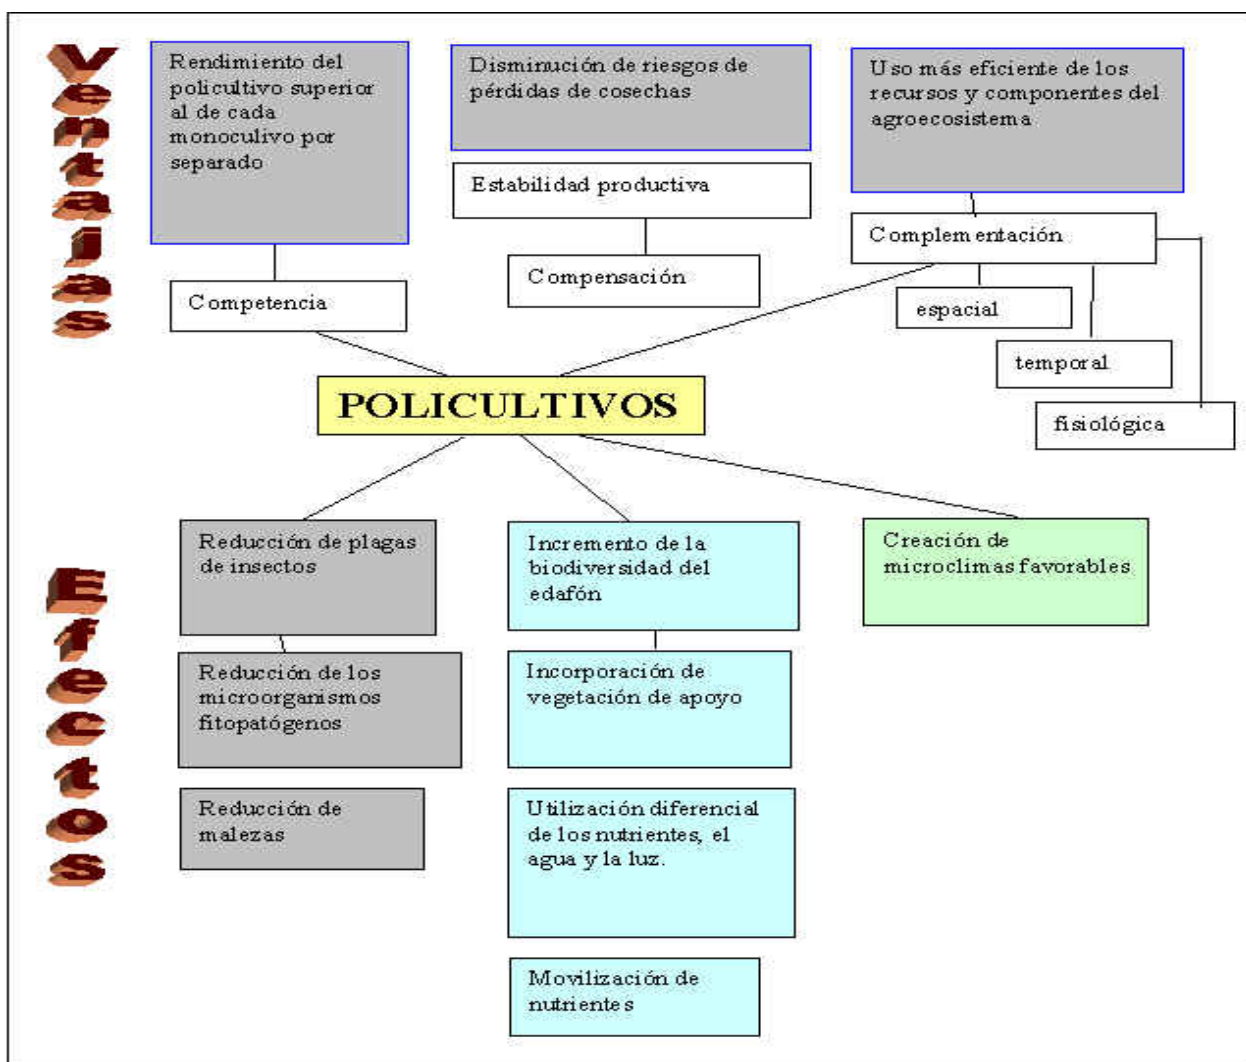 Ventajas
Rendimiento del
policultivo superior
al de cada
monoculivo por
separado
Disminución de riesgos de
pérdidas de cosechas
Uso más eficiente de los
recursos y componentes del
agroecosistema
Estabilidad productiva
Complementación
Compensación
Competencia
espacial
temporal
fisiológica
POLICULTIVOS
Efectos
Reducción de plagas
de insectos
Incremento de la
biodiversidad del
edafón
Creación de
microclimas favorables
Reducción de los
microorganismos
fitopatógenos
Incorporación de
vegetación de apoyo
Reducción de
malezas
Utilización diferencial
de los nutrientes, el
agua y la luz.
Movilización de
nutrientes